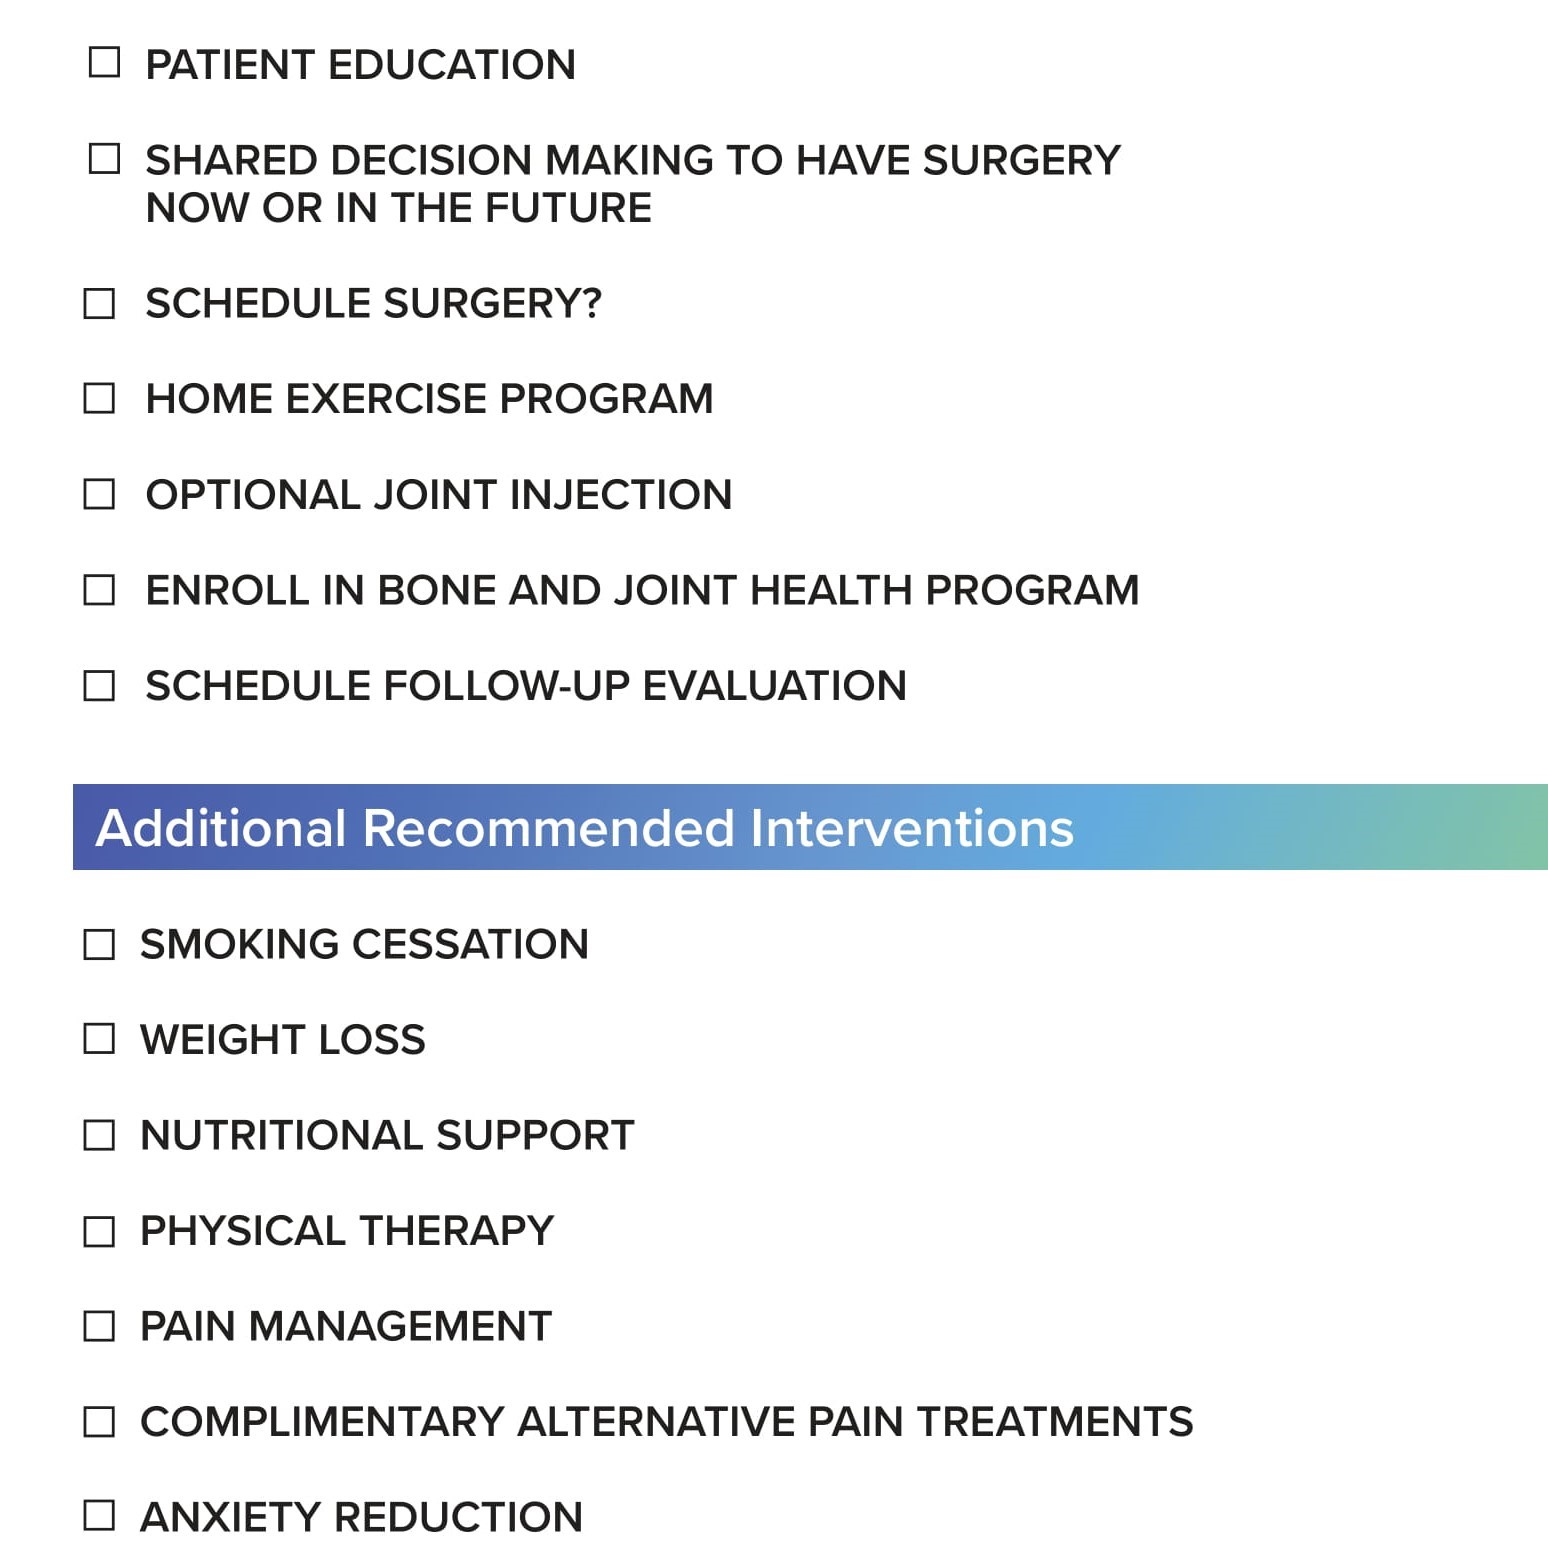 PATIENT EDUCATION
SHARED DECISION MAKING TO HAVE SURGERY
NOW OR IN THE FUTURE
SCHEDULE SURGERY?
HOME EXERCISE PROGRAM
OPTIONAL JOINT INJECTION
ENROLL IN BONE AND JOINT HEALTH PROGRAM
SCHEDULE FOLLOW-UP EVALUATION
Additional Recommended Interventions
SMOKING CESSATION
WEIGHT LOSS
NUTRITIONAL SUPPORT
PHYSICAL THERAPY
PAIN MANAGEMENT
COMPLIMENTARY ALTERNATIVE PAIN TREATMENTS
ANXIETY REDUCTION